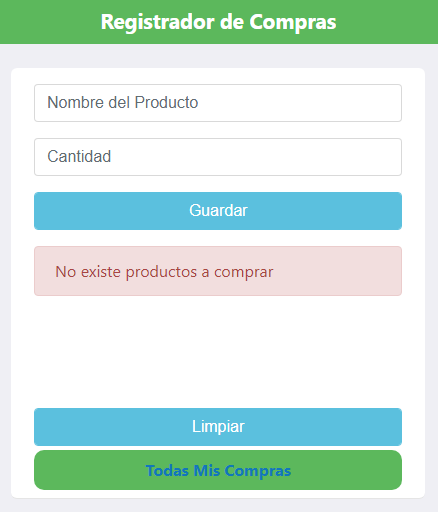 Registrador de Compras
Nombre del Producto
Cantidad
Guardar
No existe productos a comprar
Limpiar
Todas Mis Compras